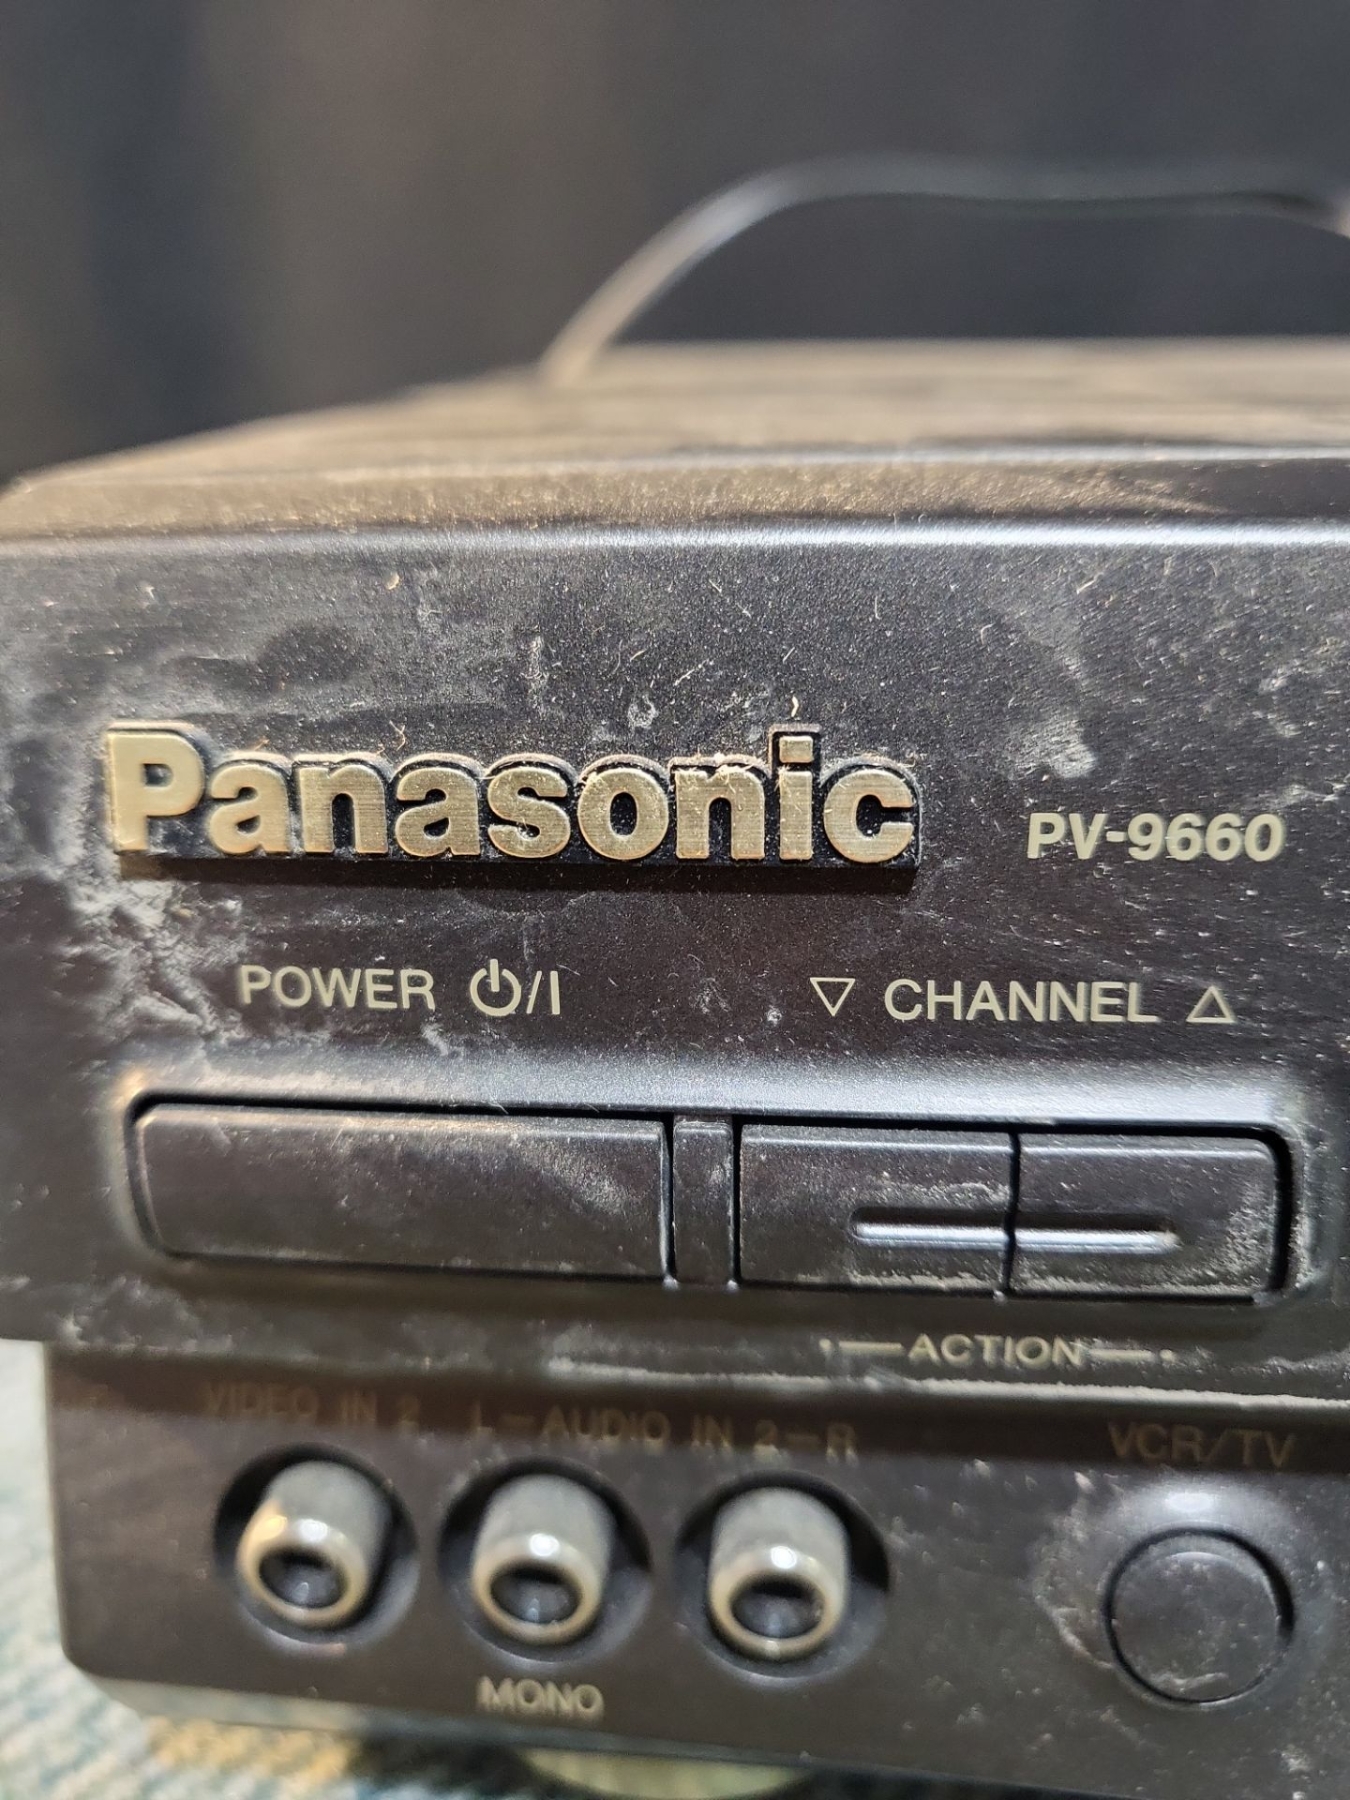 Panasonic PV-9660
POWER ⏻/I ▽ CHANNEL △
ACTION
VIDEO IN 2 L-AUDIO IN 2-R VCR/TV
MONO